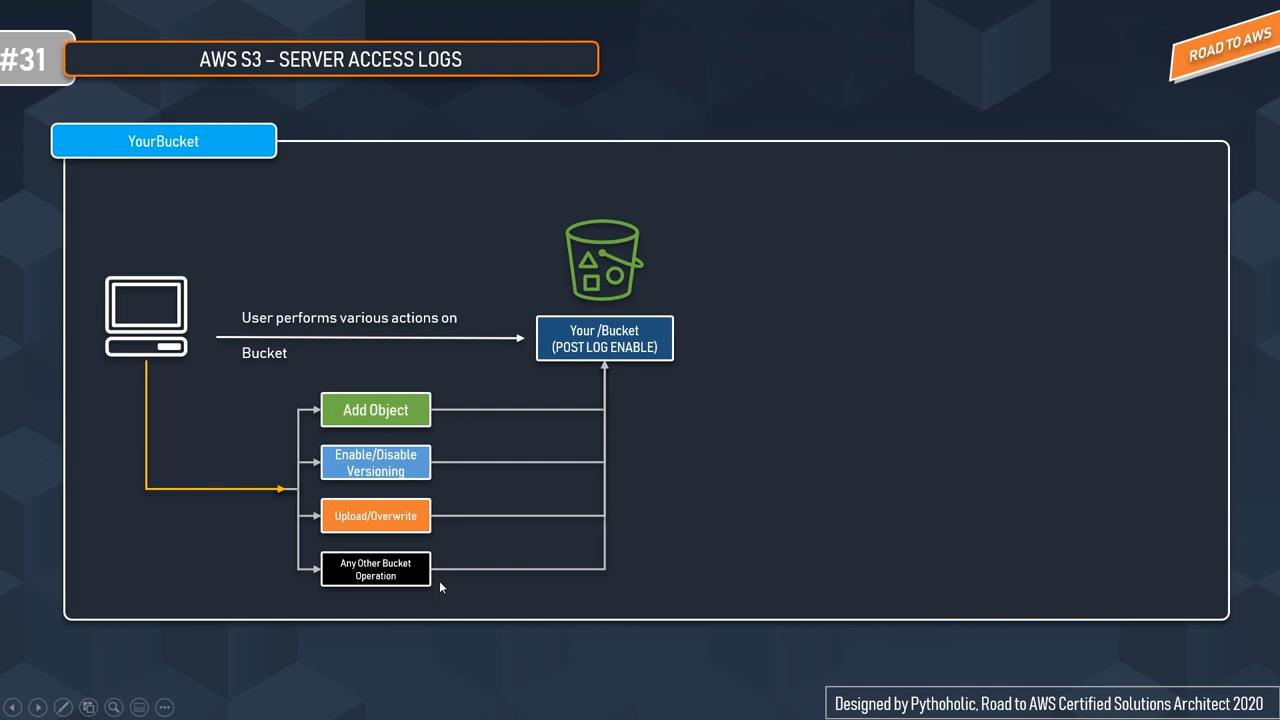 #31
AWS S3 – SERVER ACCESS LOGS
ROAD TO AWS
YourBucket
User performs various actions on
Bucket
Your /Bucket
(POST LOG ENABLE)
Add Object
Enable/Disable
Versioning
Upload/Overwrite
Any Other Bucket
Operation
Designed by Pythoholic, Road to AWS Certified Solutions Architect 2020